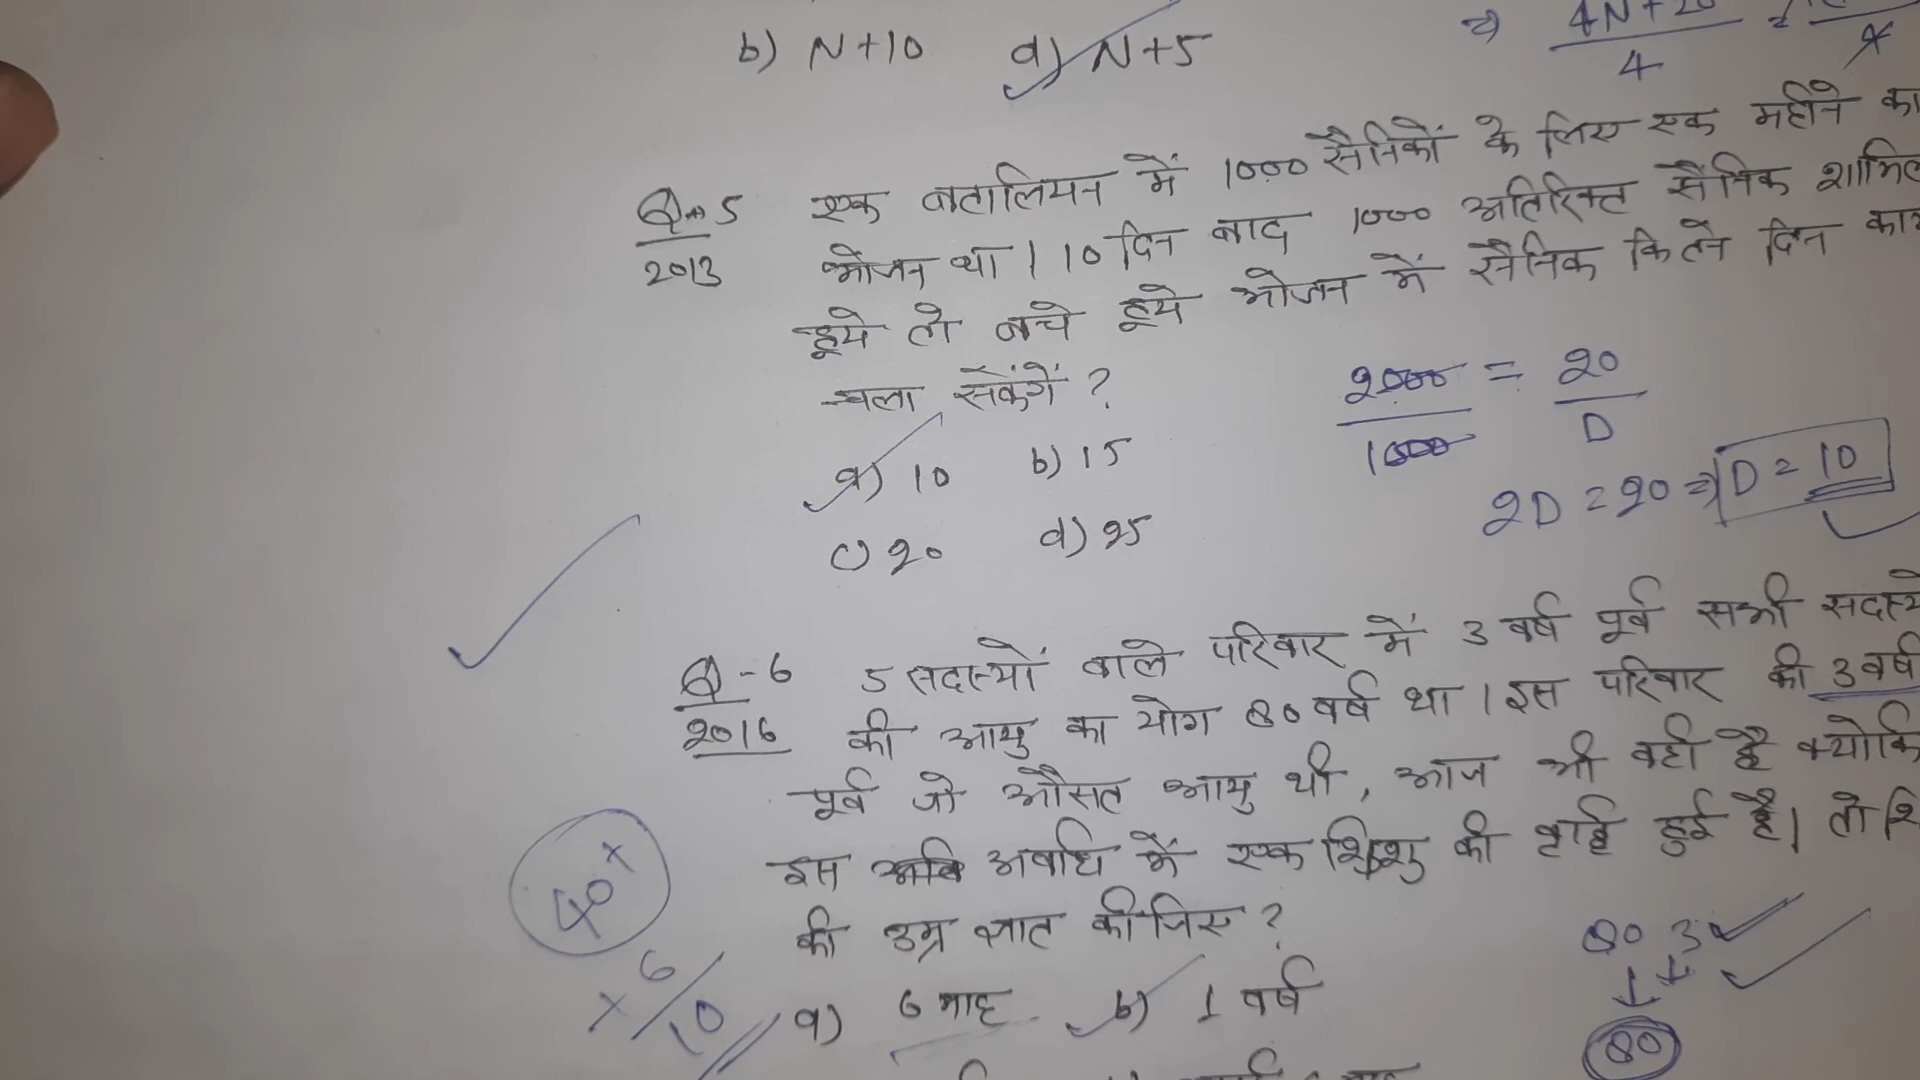 b) N+10 d) N+5
⇒ 4N+20 / 4 =
Q-5 एक बतालियन में 1000 सैनिकों के लिए एक महीने का
2013 भोजन था। 10 दिन बाद 1000 अतिरिक्त सैनिक शामिल
हूये तो बचे हूये भोजन में सैनिक कितने दिन काम
चला सकेंगें ?
a) 10 b) 15
c) 20 d) 25
2000 / 1000 = 20 / D
2D = 20 ⇒ D = 10
Q-6 5 सदस्यों वाले परिवार में 3 वर्ष पूर्व सभी सदस्यो
2016 की आयु का योग 80 वर्ष था। इस परिवार की 3 वर्ष
पूर्व जो औसत आयु थी, आज भी वही है क्योकि
इस अवधि में एक शिशु की हुई है। तो शि
की उम्र ज्ञात कीजिए ?
a) 6 माह b) 1 वर्ष
40+
×6/10
80 3
80